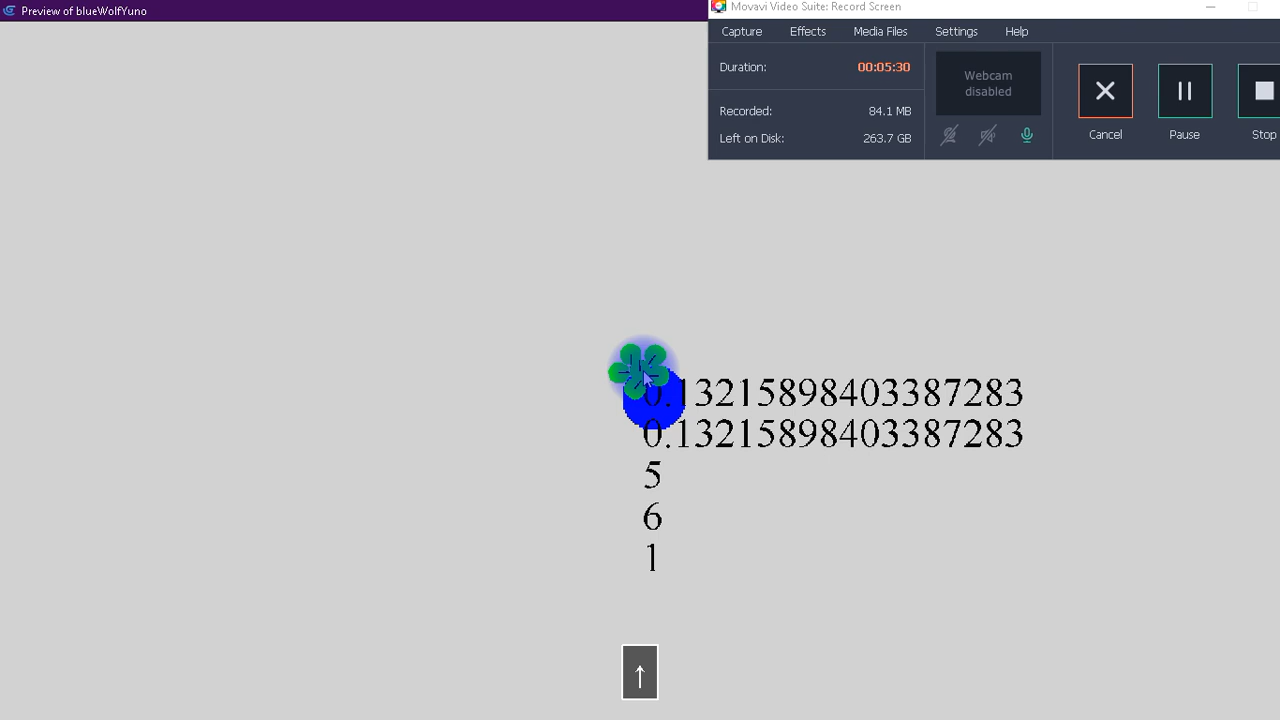 Preview of blueWolfYuno
Movavi Video Suite: Record Screen
Capture Effects Media Files Settings Help
Duration: 00:05:30
Webcam disabled
Recorded: 84.1 MB
Left on Disk: 263.7 GB
Cancel Pause Stop
0.13215898403387283
0.13215898403387283
5
6
1
↑